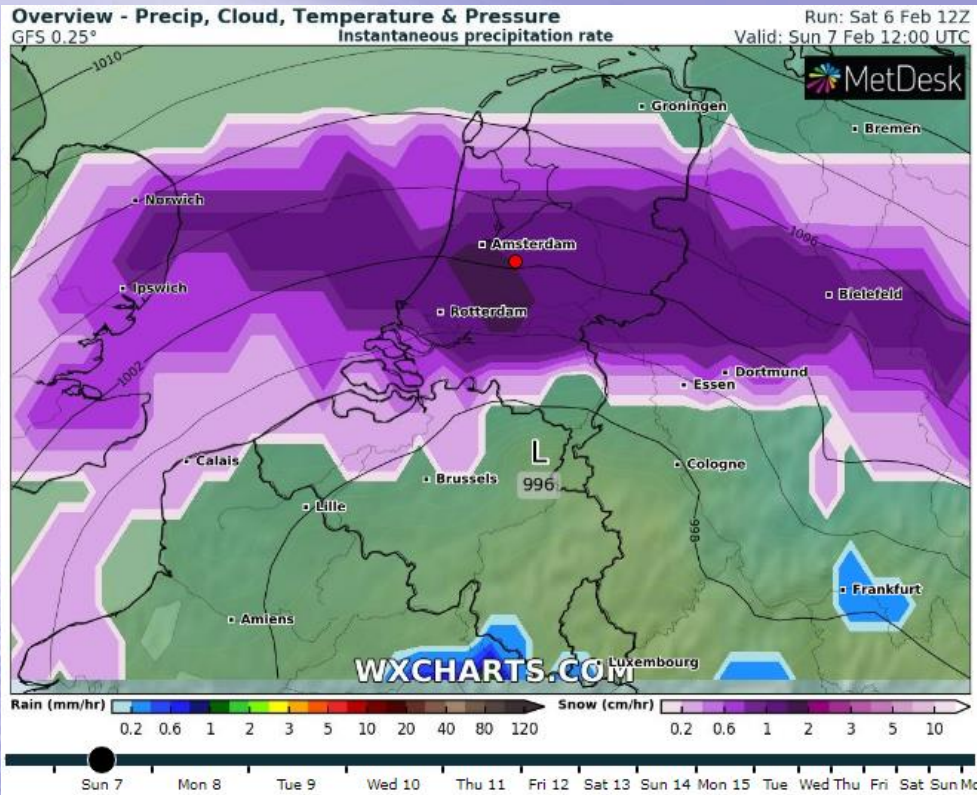 Overview - Precip, Cloud, Temperature & Pressure
Run: Sat 6 Feb 12Z
GFS 0.25°
Instantaneous precipitation rate
Valid: Sun 7 Feb 12:00 UTC
MetDesk
1010
Groningen
Bremen
Norwich
1006
Amsterdam
Ipswich
Bielefeld
Rotterdam
1002
Dortmund
Essen
L
996
Calais
Brussels
Cologne
Lille
998
Frankfurt
Amiens
Luxembourg
WXCHARTS.COM
Rain (mm/hr)
0.2 0.6 1 2 3 5 10 20 40 80 120
Snow (cm/hr)
0.2 0.6 1 2 3 5 10
Sun 7 Mon 8 Tue 9 Wed 10 Thu 11 Fri 12 Sat 13 Sun 14 Mon 15 Tue Wed Thu Fri Sat Sun